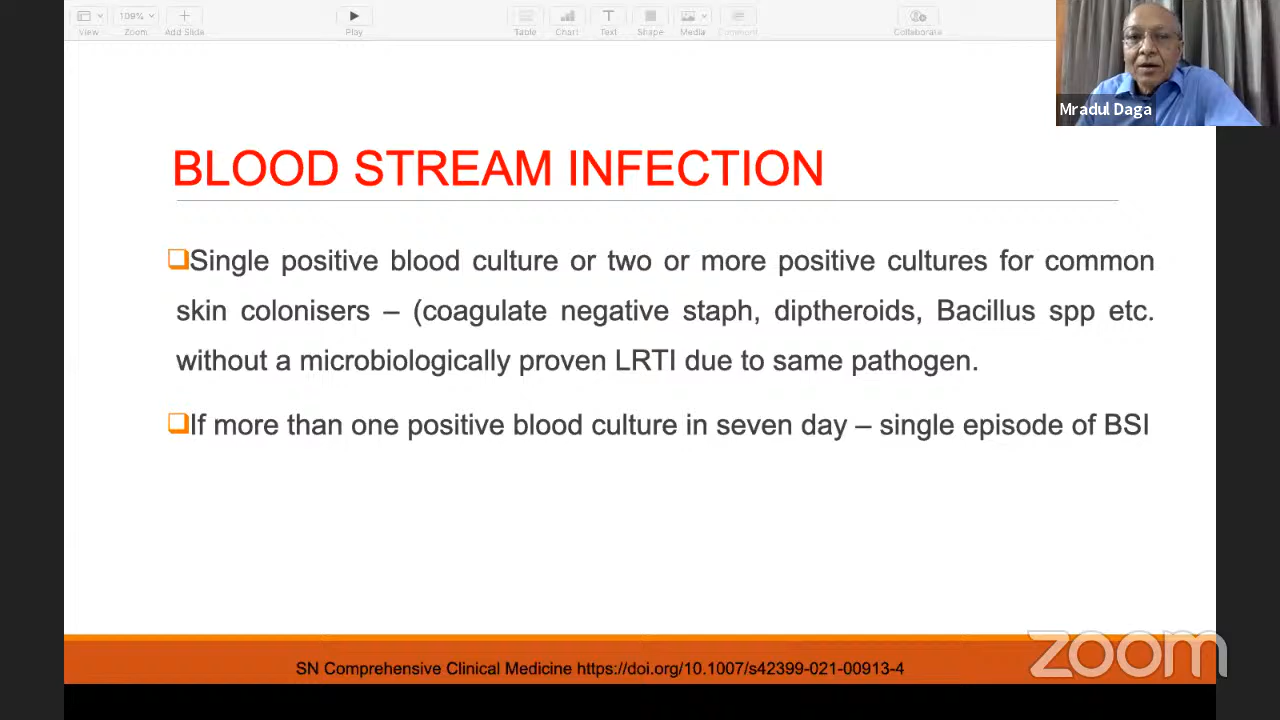 109%
View
Zoom
Add Slide
Play
Table
Chart
Text
Shape
Media
Comment
Collaborate
Mradul Daga
BLOOD STREAM INFECTION
Single positive blood culture or two or more positive cultures for common
skin colonisers – (coagulate negative staph, diptheroids, Bacillus spp etc.
without a microbiologically proven LRTI due to same pathogen.
If more than one positive blood culture in seven day – single episode of BSI
SN Comprehensive Clinical Medicine https://doi.org/10.1007/s42399-021-00913-4
zoom